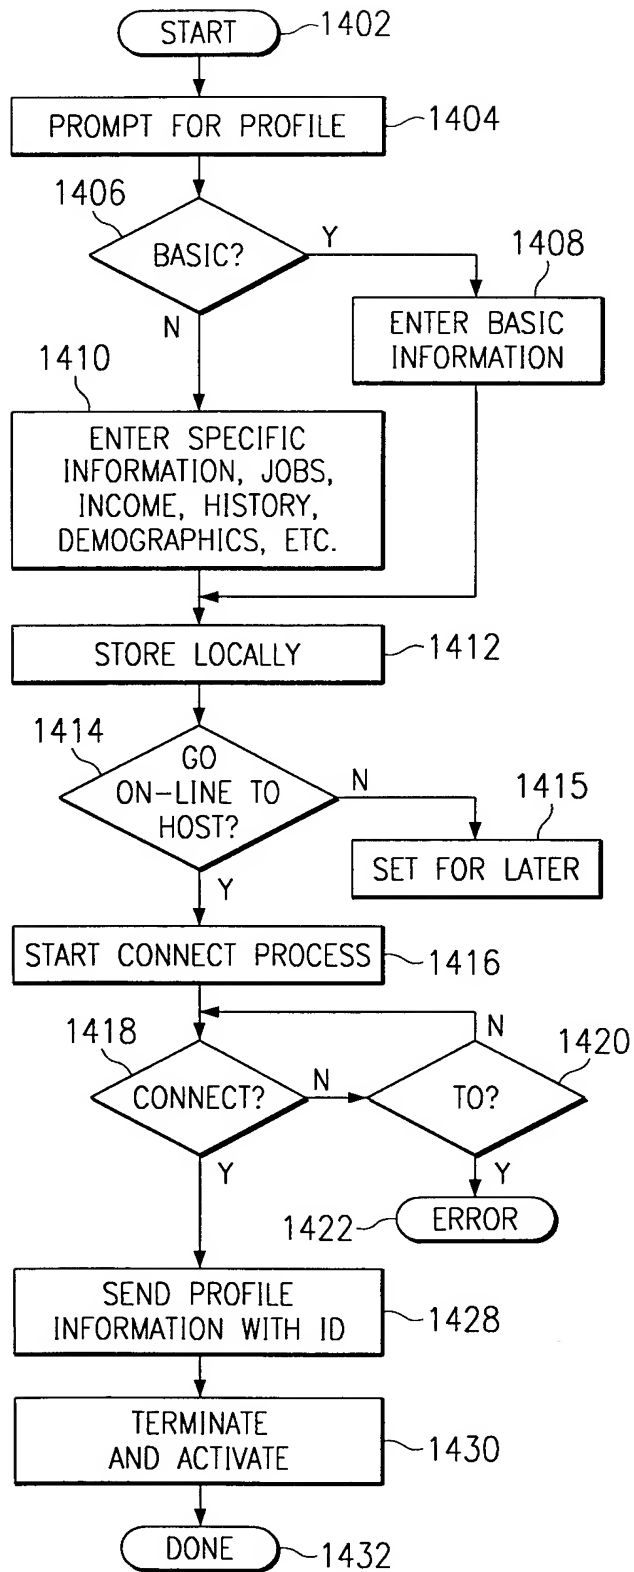 START
1402
PROMPT FOR PROFILE
1404
1406
BASIC?
Y
N
1408
ENTER BASIC
INFORMATION
1410
ENTER SPECIFIC
INFORMATION, JOBS,
INCOME, HISTORY,
DEMOGRAPHICS, ETC.
STORE LOCALLY
1412
1414
GO
ON-LINE TO
HOST?
N
Y
1415
SET FOR LATER
START CONNECT PROCESS
1416
1418
CONNECT?
N
Y
TO?
1420
N
Y
1422
ERROR
SEND PROFILE
INFORMATION WITH ID
1428
TERMINATE
AND ACTIVATE
1430
DONE
1432